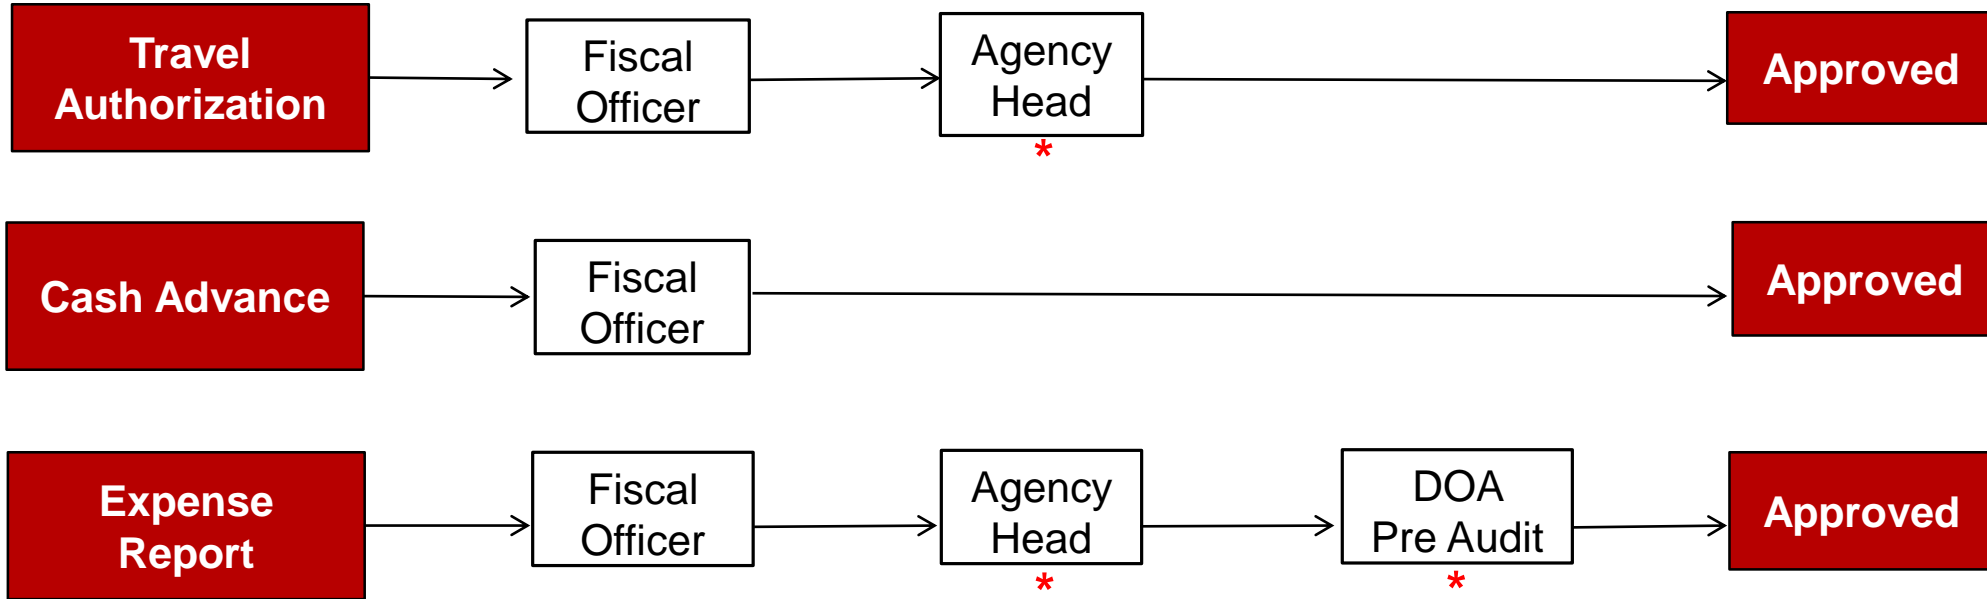 Travel
Authorization
Fiscal
Officer
Agency
Head
*
Approved
Cash Advance
Fiscal
Officer
Approved
Expense
Report
Fiscal
Officer
Agency
Head
*
DOA
Pre Audit
*
Approved